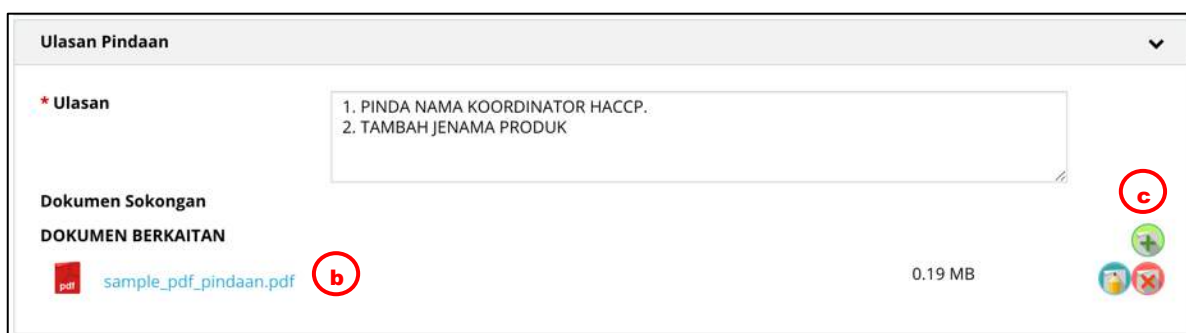 Ulasan Pindaan
* Ulasan
1. PINDA NAMA KOORDINATOR HACCP.
2. TAMBAH JENAMA PRODUK
Dokumen Sokongan
c
DOKUMEN BERKAITAN
pdf
sample_pdf_pindaan.pdf
b
0.19 MB